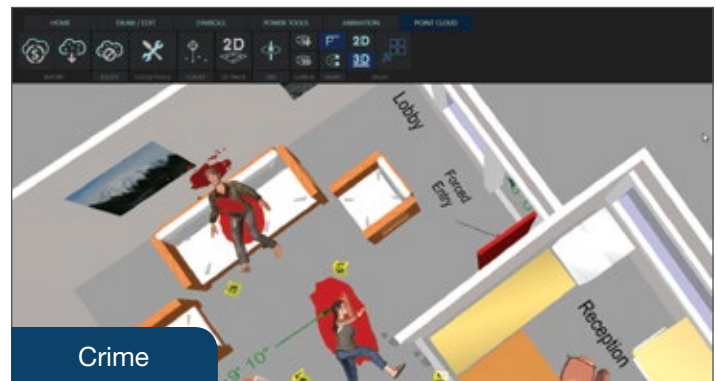 HOME DRAW / EDIT SYMBOLS POWER TOOLS ANIMATION POINT CLOUD
2D
2D
3D
Lobby
Forced
Entry
Reception
9' 10"
Crime